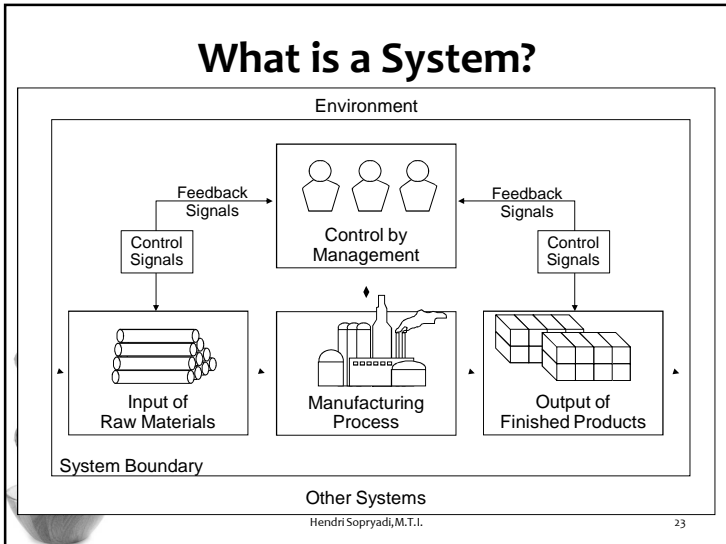 What is a System?
Environment
Feedback
Signals
Feedback
Signals
Control by
Management
Control
Signals
Control
Signals
Input of
Raw Materials
Manufacturing
Process
Output of
Finished Products
System Boundary
Other Systems
Hendri Sopryadi,M.T.I.
23